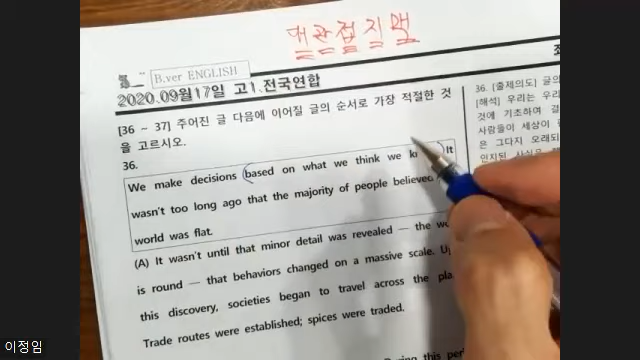 대관접지맥
B.ver ENGLISH
2020.09월17일 고1.전국연합
[36 ~ 37] 주어진 글 다음에 이어질 글의 순서로 가장 적절한 것
을 고르시오.
36.
We make decisions (based on what we think we It
wasn't too long ago that the majority of people believed
world was flat.
(A) It wasn't until that minor detail was revealed — the
is round — that behaviors changed on a massive scale.
this discovery, societies began to travel across the
Trade routes were established; spices were traded.
36. [출제의도] 글의
[해석] 우리는 우리
것에 기초하여
사람들이 세상이
은 그다지 오래되
이정임